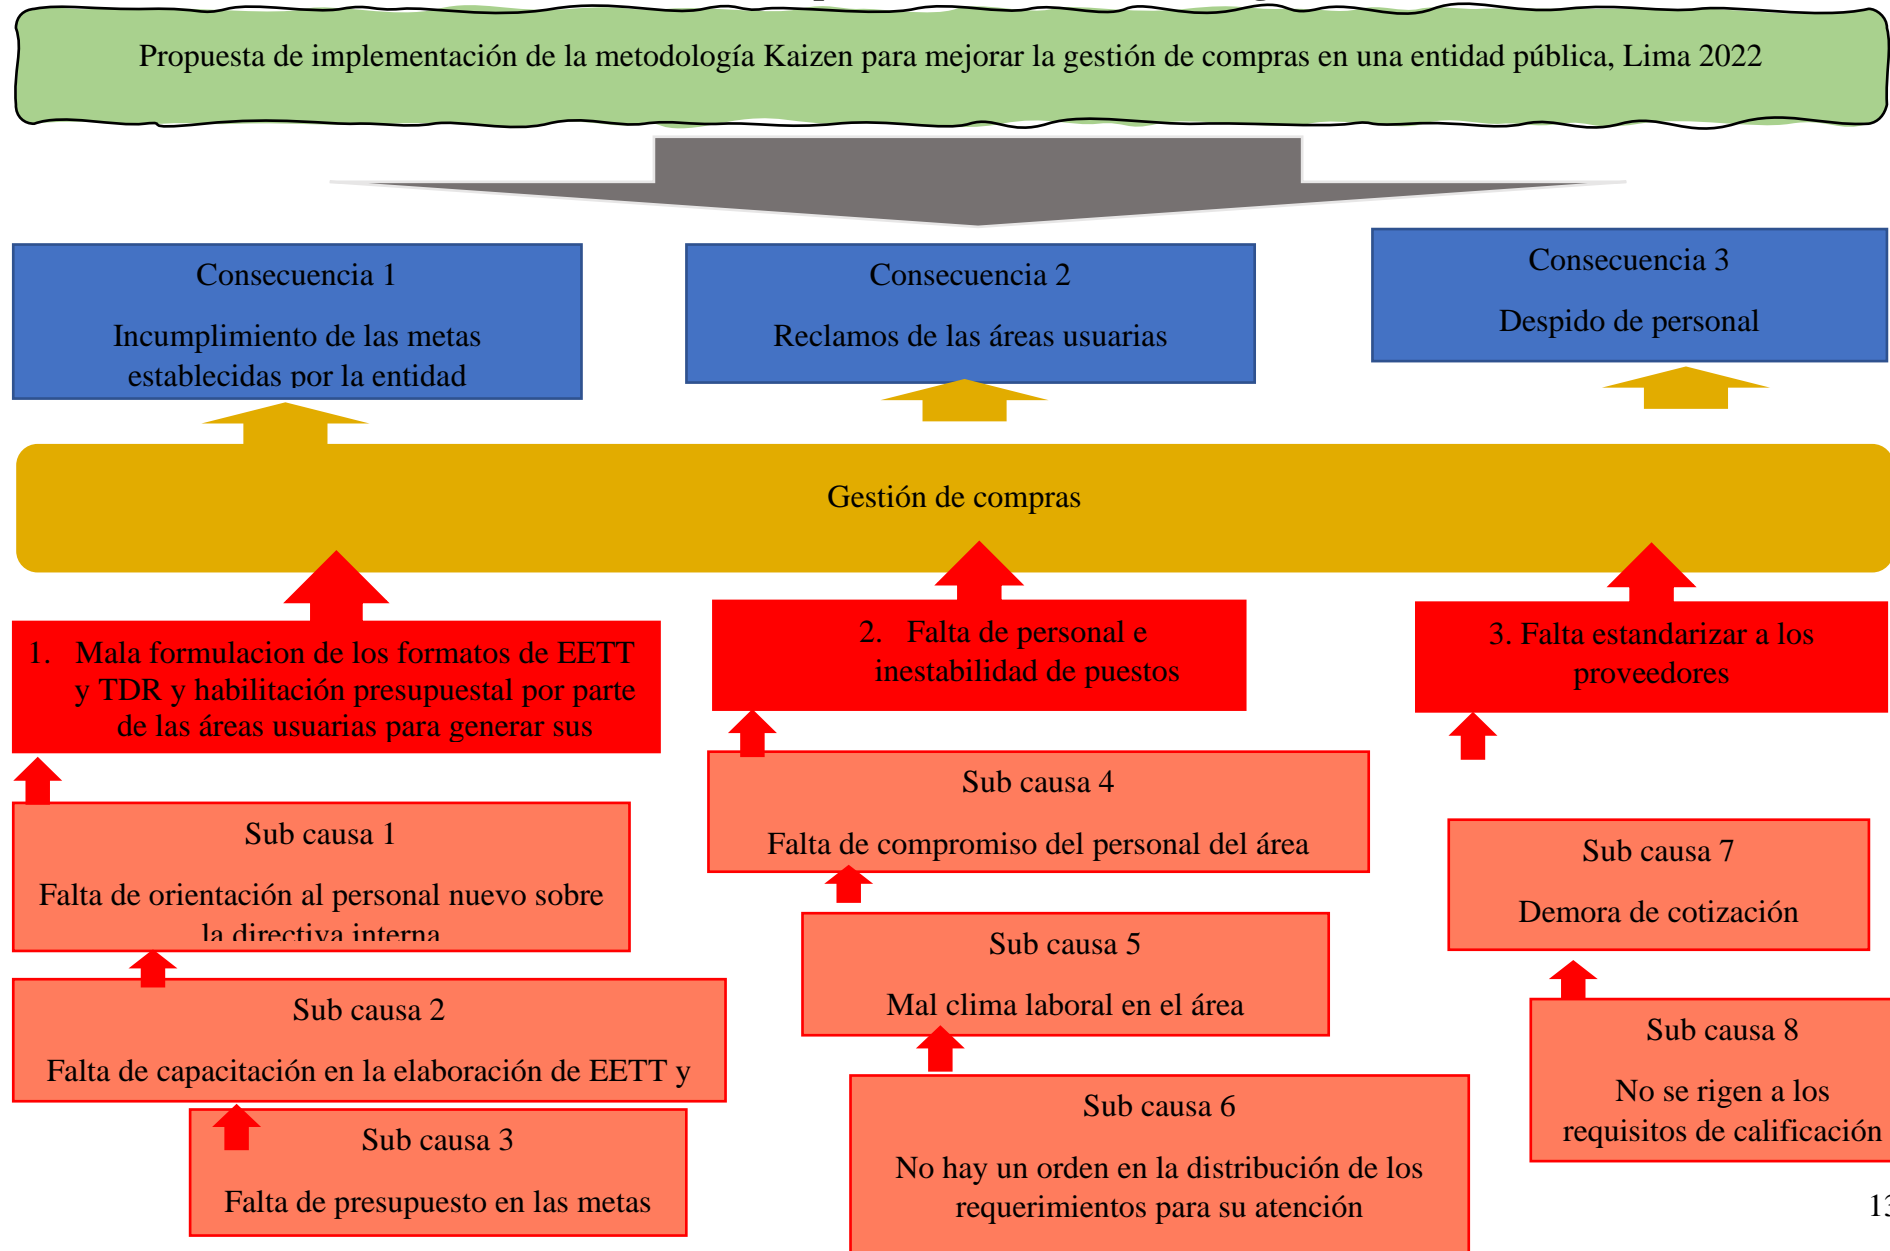 Propuesta de implementación de la metodología Kaizen para mejorar la gestión de compras en una entidad pública, Lima 2022
Consecuencia 1
Incumplimiento de las metas
establecidas por la entidad
Consecuencia 2
Reclamos de las áreas usuarias
Consecuencia 3
Despido de personal
Gestión de compras
1. Mala formulacion de los formatos de EETT
y TDR y habilitación presupuestal por parte
de las áreas usuarias para generar sus
2. Falta de personal e
inestabilidad de puestos
3. Falta estandarizar a los
proveedores
Sub causa 1
Falta de orientación al personal nuevo sobre
la directiva interna
Sub causa 2
Falta de capacitación en la elaboración de EETT y
Sub causa 3
Falta de presupuesto en las metas
Sub causa 4
Falta de compromiso del personal del área
Sub causa 5
Mal clima laboral en el área
Sub causa 6
No hay un orden en la distribución de los
requerimientos para su atención
Sub causa 7
Demora de cotización
Sub causa 8
No se rigen a los
requisitos de calificación